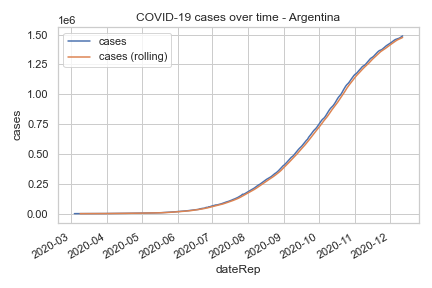 COVID-19 cases over time - Argentina
1e6
cases
cases (rolling)
1.50
1.25
1.00
0.75
0.50
0.25
0.00
cases
2020-03
2020-04
2020-05
2020-06
2020-07
2020-08
2020-09
2020-10
2020-11
2020-12
dateRep